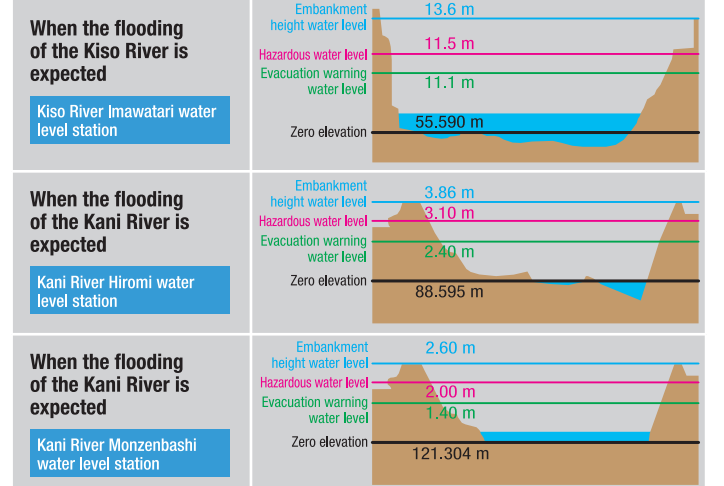 When the flooding
of the Kiso River is
expected
Kiso River Imawatari water
level station
Embankment
height water level
13.6 m
Hazardous water level
11.5 m
Evacuation warning
water level
11.1 m
Zero elevation
55.590 m
When the flooding
of the Kani River is
expected
Kani River Hiromi water
level station
Embankment
height water level
3.86 m
Hazardous water level
3.10 m
Evacuation warning
water level
2.40 m
Zero elevation
88.595 m
When the flooding
of the Kani River is
expected
Kani River Monzenbashi
water level station
Embankment
height water level
2.60 m
Hazardous water level
2.00 m
Evacuation warning
water level
1.40 m
Zero elevation
121.304 m